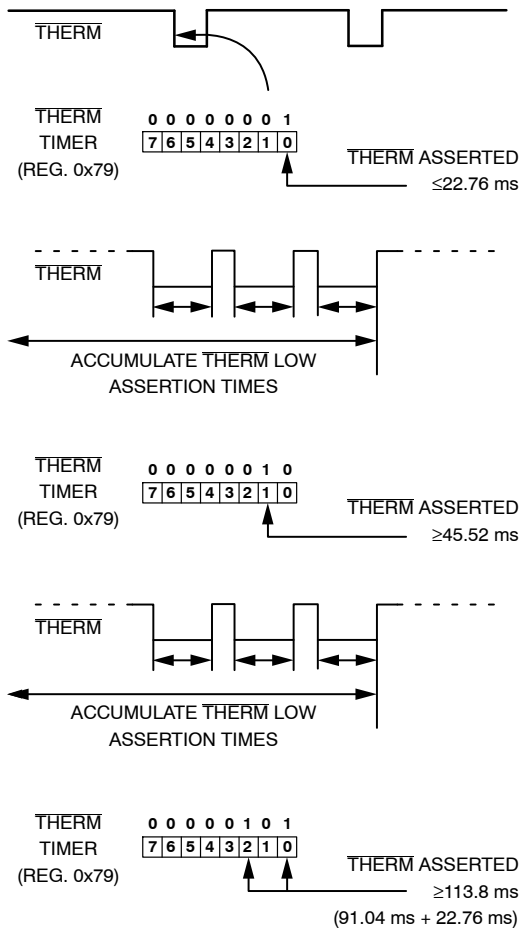 THERM
THERM
TIMER
(REG. 0x79)
0 0 0 0 0 0 0 1
7 6 5 4 3 2 1 0
THERM ASSERTED
≤22.76 ms
THERM
ACCUMULATE THERM LOW
ASSERTION TIMES
THERM
TIMER
(REG. 0x79)
0 0 0 0 0 0 1 0
7 6 5 4 3 2 1 0
THERM ASSERTED
≥45.52 ms
THERM
ACCUMULATE THERM LOW
ASSERTION TIMES
THERM
TIMER
(REG. 0x79)
0 0 0 0 0 1 0 1
7 6 5 4 3 2 1 0
THERM ASSERTED
≥113.8 ms
(91.04 ms + 22.76 ms)